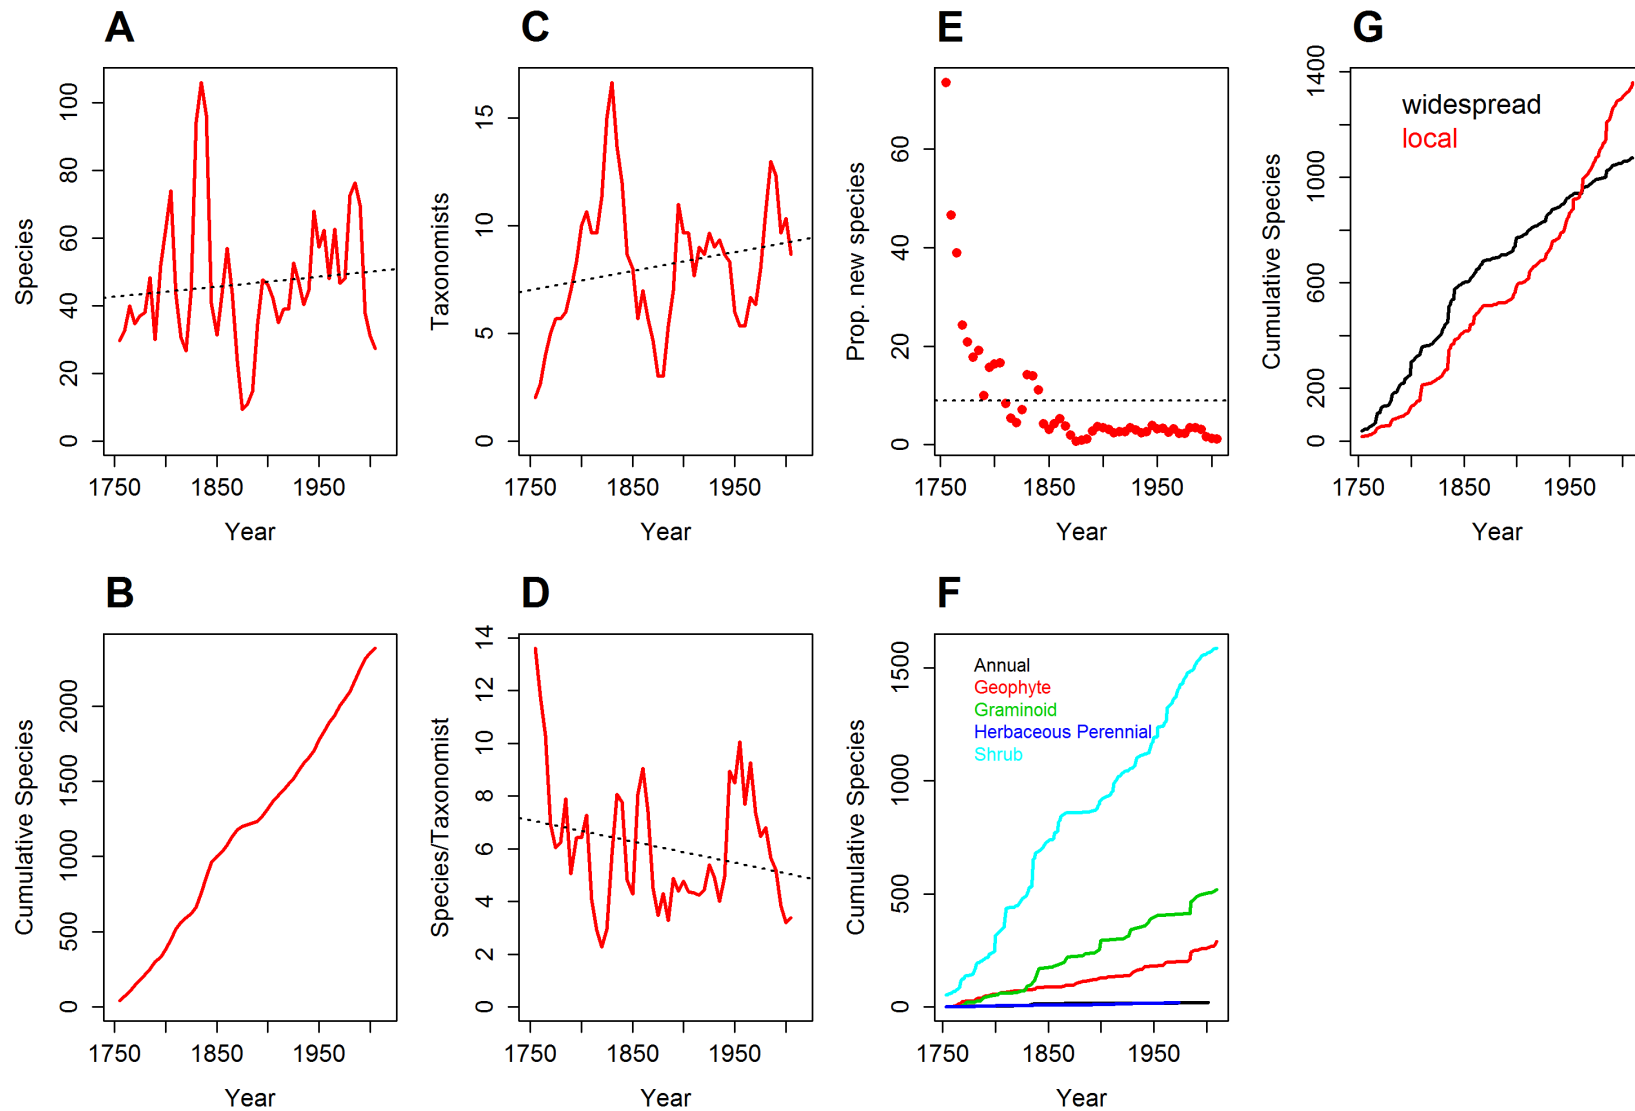 A
Species
0
20
40
60
80
100
1750
1850
1950
Year
C
Taxonomists
0
5
10
15
1750
1850
1950
Year
E
Prop. new species
0
20
40
60
1750
1850
1950
Year
G
Cumulative Species
0
200
600
1000
1400
widespread
local
1750
1850
1950
Year
B
Cumulative Species
0
500
1000
1500
2000
1750
1850
1950
Year
D
Species/Taxonomist
0
2
4
6
8
10
12
14
1750
1850
1950
Year
F
Cumulative Species
0
500
1000
1500
Annual
Geophyte
Graminoid
Herbaceous Perennial
Shrub
1750
1850
1950
Year